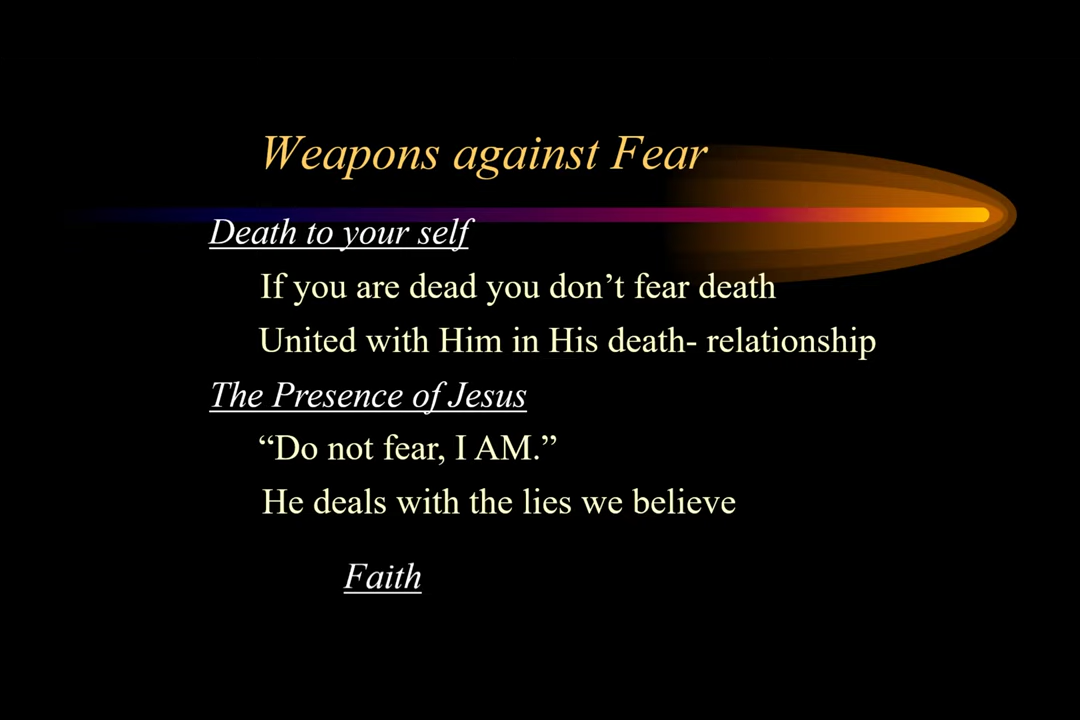 Weapons against Fear
Death to your self
If you are dead you don’t fear death
United with Him in His death- relationship
The Presence of Jesus
“Do not fear, I AM.”
He deals with the lies we believe
Faith